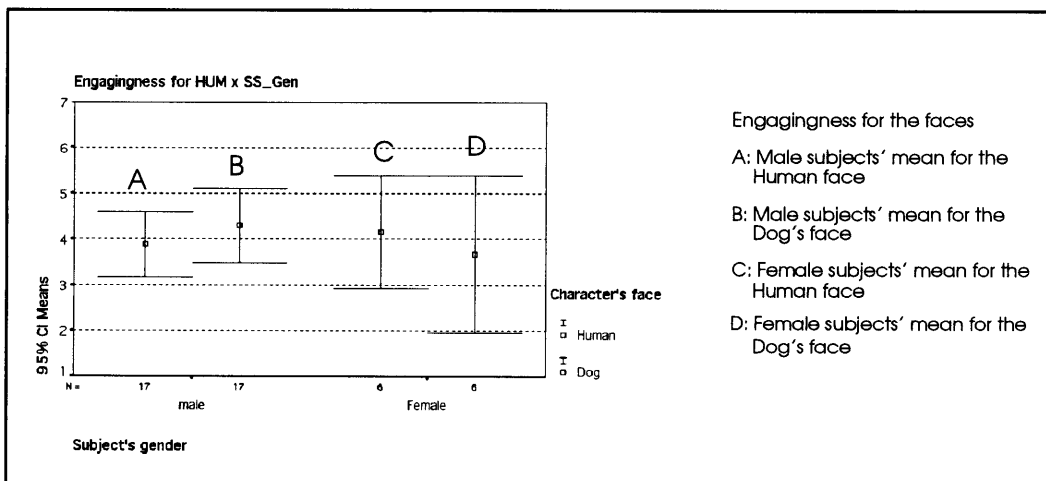 Engagingness for HUM x SS_Gen
7
6
5
4
3
2
1
95% CI Means
A
B
C
D
N = 17 17 6 6
male Female
Subject's gender
Character's face
Human
Dog
Engagingness for the faces
A: Male subjects' mean for the
Human face
B: Male subjects' mean for the
Dog's face
C: Female subjects' mean for the
Human face
D: Female subjects' mean for the
Dog's face